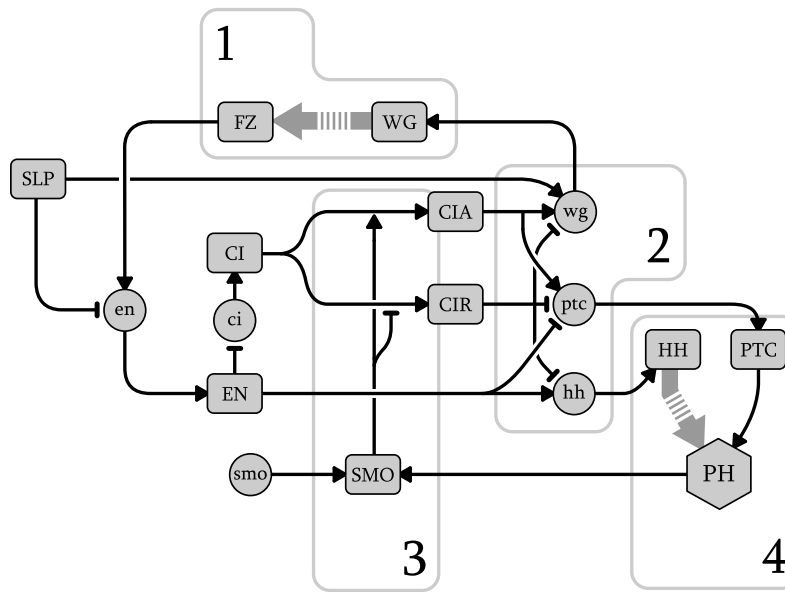 1
FZ
WG
SLP
CIA
wg
CI
2
en
ci
CIR
ptc
HH
PTC
EN
hh
smo
SMO
PH
3
4